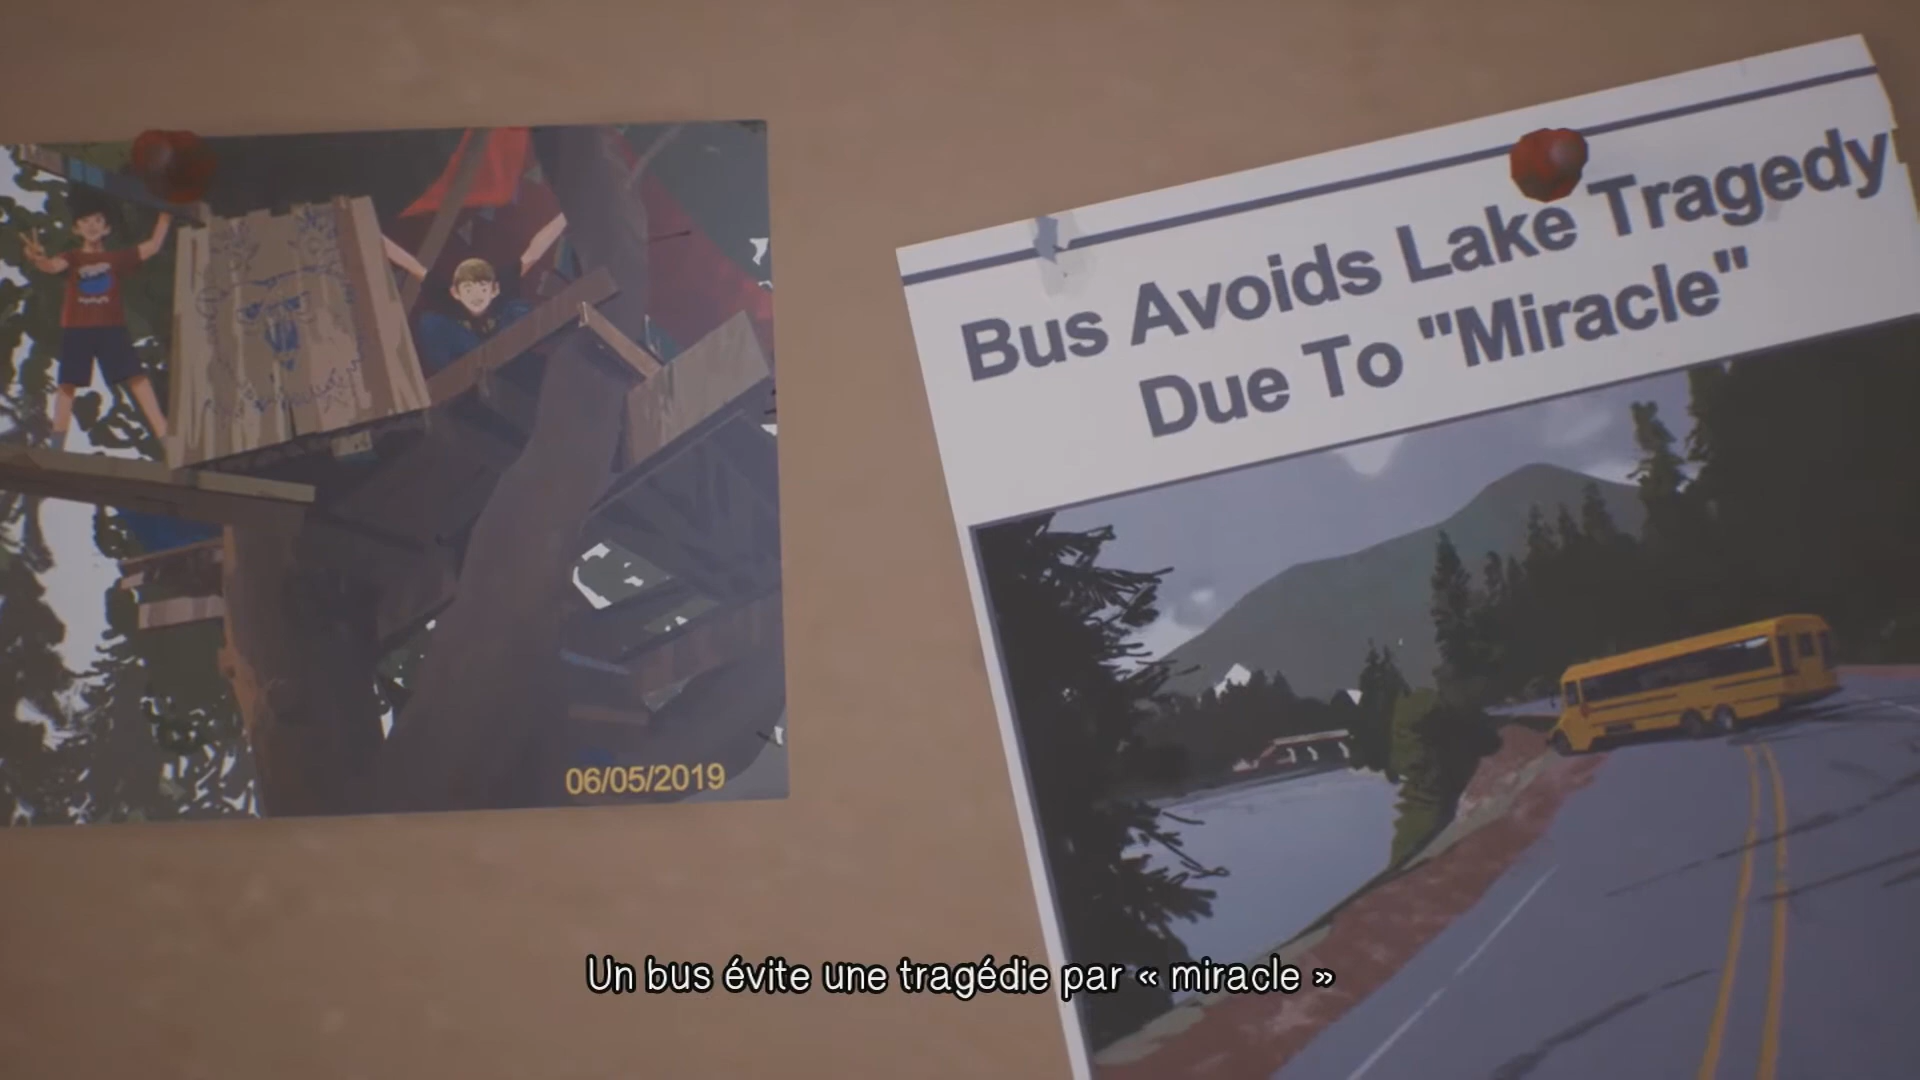 Bus Avoids Lake Tragedy
Due To "Miracle"
06/05/2019
Un bus évite une tragédie par « miracle »